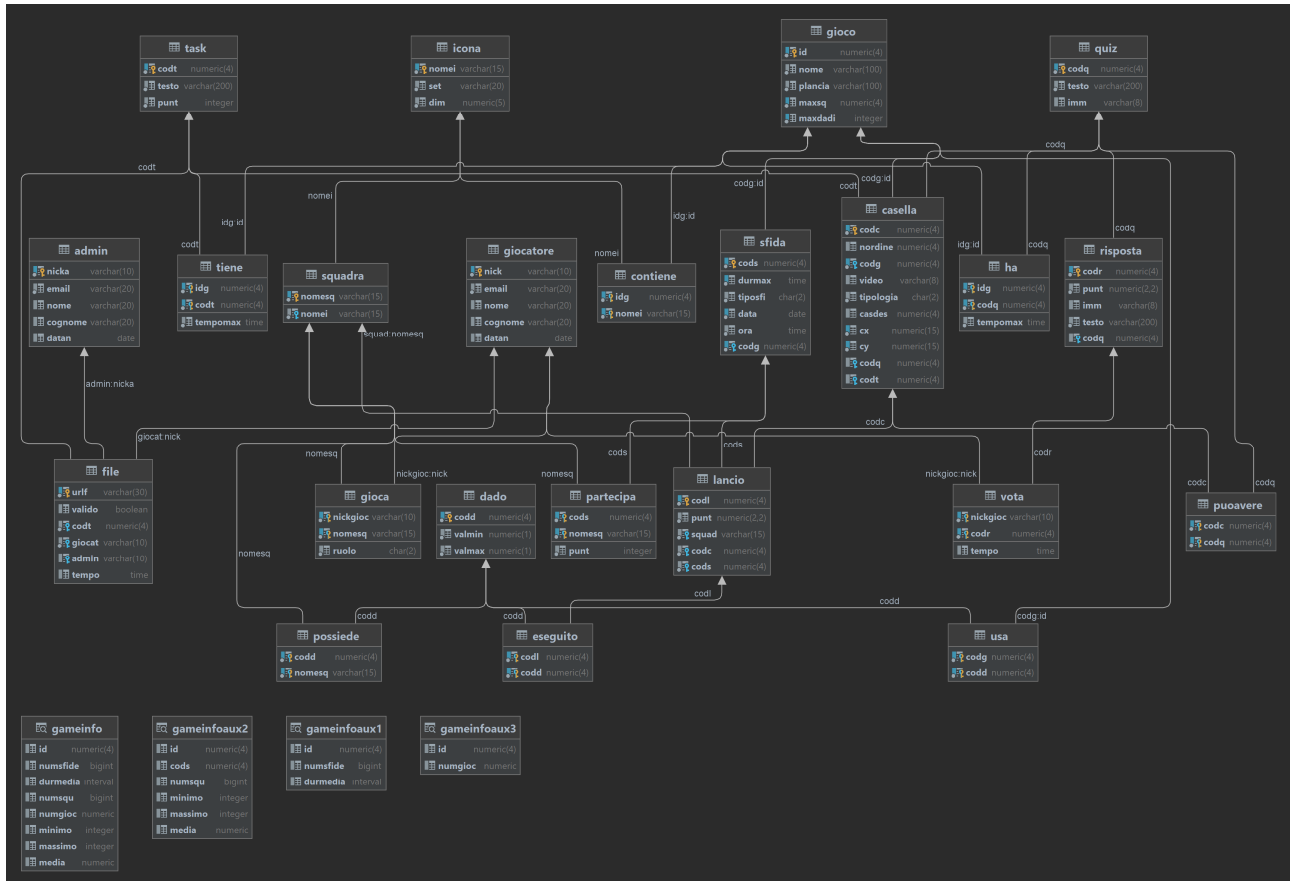 task
codt numeric(4)
testo varchar(200)
punt integer
icona
nomei varchar(15)
set varchar(20)
dim numeric(5)
gioco
id numeric(4)
nome varchar(100)
plancia varchar(100)
maxsq numeric(4)
maxdadi integer
quiz
codq numeric(4)
testo varchar(200)
imm varchar(8)
codt
nomei
idg:id
codt
nomei
idg:id
codg:id
codt
codg:id
idg:id
codq
codq
codq
admin
nicka varchar(10)
email varchar(20)
nome varchar(20)
cognome varchar(20)
datan date
tiene
idg numeric(4)
codt numeric(4)
tempomax time
squadra
nomesq varchar(15)
nomei varchar(15)
giocatore
nick varchar(10)
email varchar(20)
nome varchar(20)
cognome varchar(20)
datan date
contiene
idg numeric(4)
nomei varchar(15)
sfida
cods numeric(4)
durmax time
tiposfi char(2)
data date
ora time
codg numeric(4)
casella
codc numeric(4)
nordine numeric(4)
codg numeric(4)
video varchar(8)
tipologia char(2)
casdes numeric(4)
cx numeric(15)
cy numeric(15)
codq numeric(4)
codt numeric(4)
ha
idg numeric(4)
codq numeric(4)
tempomax time
risposta
codr numeric(4)
punt numeric(2,2)
imm varchar(8)
testo varchar(200)
codq numeric(4)
squad:nomesq
admin:nicka
giocat:nick
nomesq
nickgioc:nick
nomesq
cods
cods
codc
nickgioc:nick
codr
codc
codq
file
urlf varchar(30)
valido boolean
codt numeric(4)
giocat varchar(10)
admin varchar(10)
tempo time
gioca
nickgioc varchar(10)
nomesq varchar(15)
ruolo char(2)
dado
codd numeric(4)
valmin numeric(1)
valmax numeric(1)
partecipa
cods numeric(4)
nomesq varchar(15)
punt integer
lancio
codl numeric(4)
punt numeric(2,2)
squad varchar(15)
codc numeric(4)
cods numeric(4)
vota
nickgioc varchar(10)
codr numeric(4)
tempo time
puoavere
codc numeric(4)
codq numeric(4)
nomesq
codd
codd
codl
codd
codg:id
possiede
codd numeric(4)
nomesq varchar(15)
eseguito
codl numeric(4)
codd numeric(4)
usa
codg numeric(4)
codd numeric(4)
gameinfo
id numeric(4)
numsfide bigint
durmedia interval
numsqu bigint
numgioc numeric
minimo integer
massimo integer
media numeric
gameinfoaux2
id numeric(4)
cods numeric(4)
numsqu bigint
minimo integer
massimo integer
media numeric
gameinfoaux1
id numeric(4)
numsfide bigint
durmedia interval
gameinfoaux3
id numeric(4)
numgioc numeric